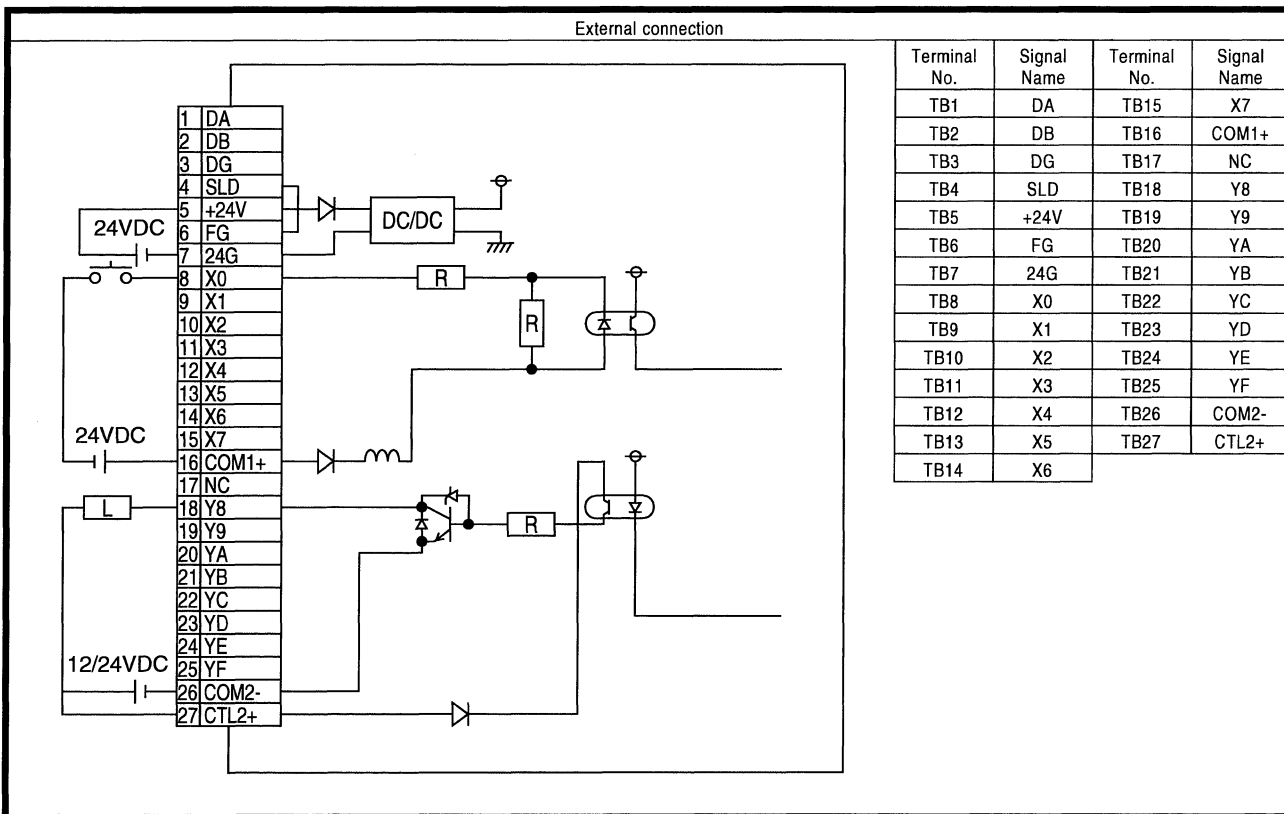 External connection
1 DA
2 DB
3 DG
4 SLD
5 +24V
6 FG
7 24G
8 X0
9 X1
10 X2
11 X3
12 X4
13 X5
14 X6
15 X7
16 COM1+
17 NC
18 Y8
19 Y9
20 YA
21 YB
22 YC
23 YD
24 YE
25 YF
26 COM2-
27 CTL2+
24VDC
DC/DC
R
R
24VDC
L
R
12/24VDC
Terminal No. Signal Name Terminal No. Signal Name
TB1 DA TB15 X7
TB2 DB TB16 COM1+
TB3 DG TB17 NC
TB4 SLD TB18 Y8
TB5 +24V TB19 Y9
TB6 FG TB20 YA
TB7 24G TB21 YB
TB8 X0 TB22 YC
TB9 X1 TB23 YD
TB10 X2 TB24 YE
TB11 X3 TB25 YF
TB12 X4 TB26 COM2-
TB13 X5 TB27 CTL2+
TB14 X6